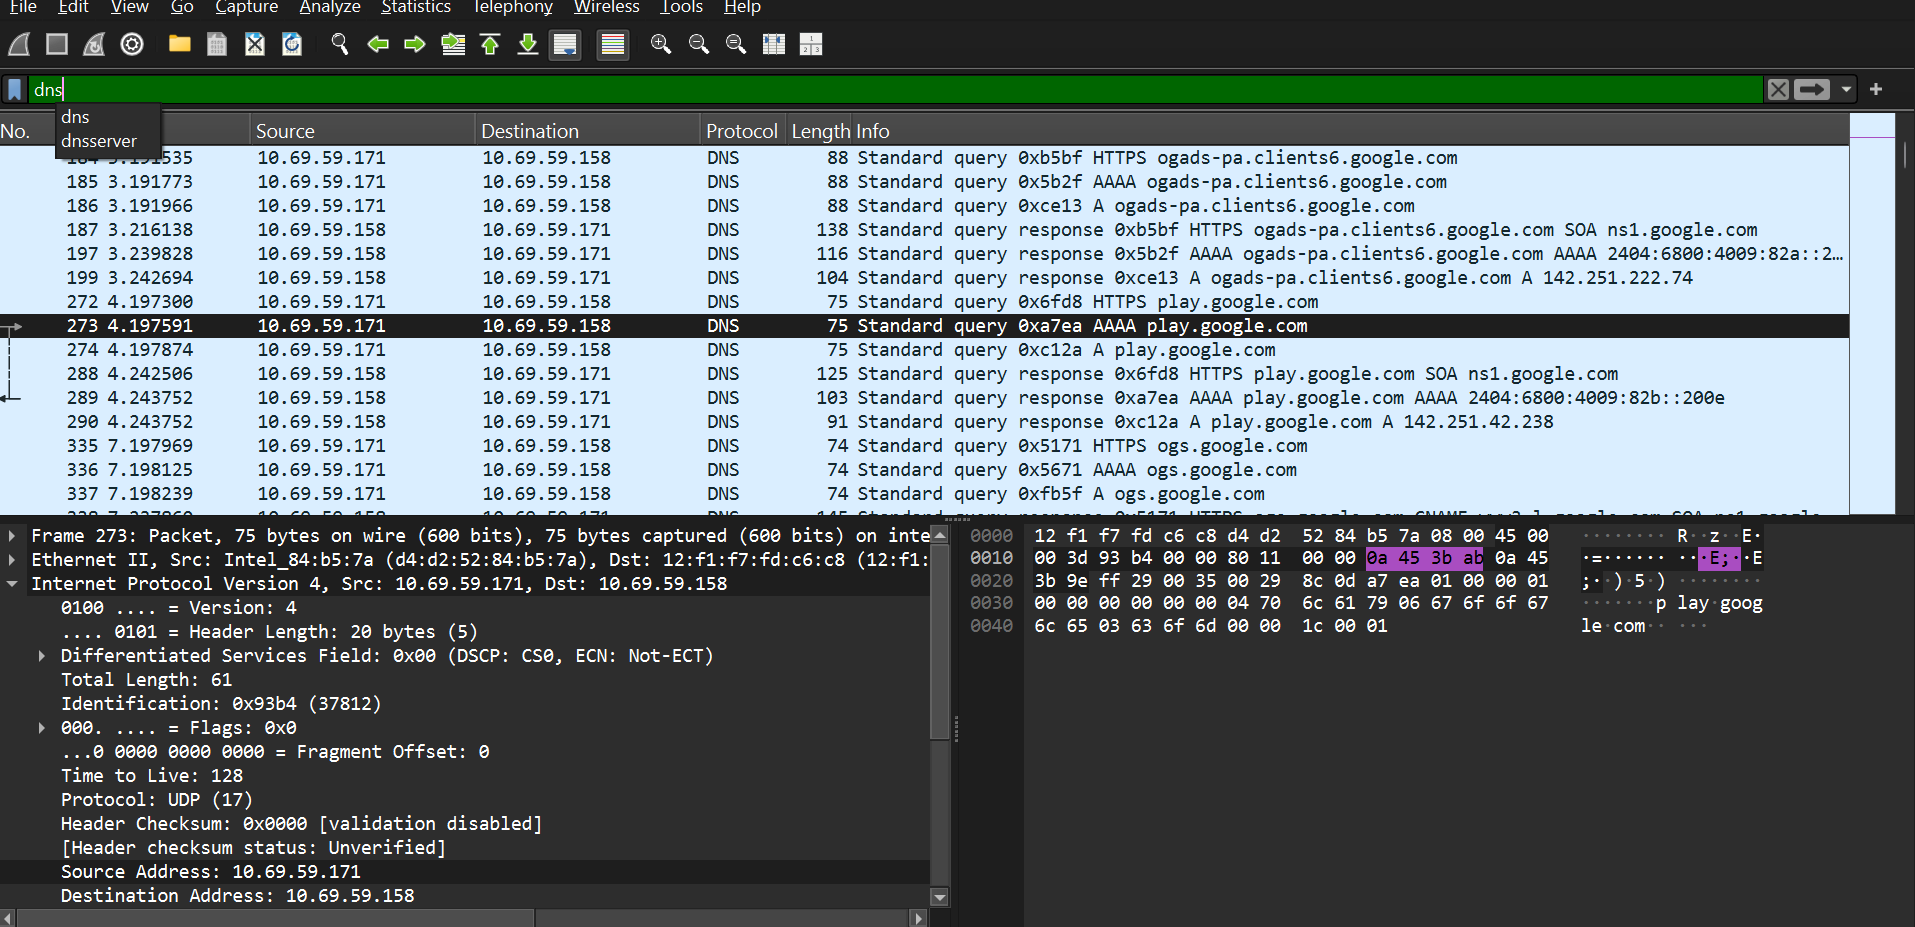 File Edit View Go Capture Analyze Statistics Telephony Wireless Tools Help
dns
dns
dnsserver
No. Source Destination Protocol Length Info
184 3.191535 10.69.59.171 10.69.59.158 DNS 88 Standard query 0xb5bf HTTPS ogads-pa.clients6.google.com
185 3.191773 10.69.59.171 10.69.59.158 DNS 88 Standard query 0x5b2f AAAA ogads-pa.clients6.google.com
186 3.191966 10.69.59.171 10.69.59.158 DNS 88 Standard query 0xce13 A ogads-pa.clients6.google.com
187 3.216138 10.69.59.158 10.69.59.171 DNS 138 Standard query response 0xb5bf HTTPS ogads-pa.clients6.google.com SOA ns1.google.com
197 3.239828 10.69.59.158 10.69.59.171 DNS 116 Standard query response 0x5b2f AAAA ogads-pa.clients6.google.com AAAA 2404:6800:4009:82a::2…
199 3.242694 10.69.59.158 10.69.59.171 DNS 104 Standard query response 0xce13 A ogads-pa.clients6.google.com A 142.251.222.74
272 4.197300 10.69.59.171 10.69.59.158 DNS 75 Standard query 0x6fd8 HTTPS play.google.com
273 4.197591 10.69.59.171 10.69.59.158 DNS 75 Standard query 0xa7ea AAAA play.google.com
274 4.197874 10.69.59.171 10.69.59.158 DNS 75 Standard query 0xc12a A play.google.com
288 4.242506 10.69.59.158 10.69.59.171 DNS 125 Standard query response 0x6fd8 HTTPS play.google.com SOA ns1.google.com
289 4.243752 10.69.59.158 10.69.59.171 DNS 103 Standard query response 0xa7ea AAAA play.google.com AAAA 2404:6800:4009:82b::200e
290 4.243752 10.69.59.158 10.69.59.171 DNS 91 Standard query response 0xc12a A play.google.com A 142.251.42.238
335 7.197969 10.69.59.171 10.69.59.158 DNS 74 Standard query 0x5171 HTTPS ogs.google.com
336 7.198125 10.69.59.171 10.69.59.158 DNS 74 Standard query 0x5671 AAAA ogs.google.com
337 7.198239 10.69.59.171 10.69.59.158 DNS 74 Standard query 0xfb5f A ogs.google.com
Frame 273: Packet, 75 bytes on wire (600 bits), 75 bytes captured (600 bits) on inte
Ethernet II, Src: Intel_84:b5:7a (d4:d2:52:84:b5:7a), Dst: 12:f1:f7:fd:c6:c8 (12:f1:
Internet Protocol Version 4, Src: 10.69.59.171, Dst: 10.69.59.158
0100 .... = Version: 4
.... 0101 = Header Length: 20 bytes (5)
Differentiated Services Field: 0x00 (DSCP: CS0, ECN: Not-ECT)
Total Length: 61
Identification: 0x93b4 (37812)
000. .... = Flags: 0x0
...0 0000 0000 0000 = Fragment Offset: 0
Time to Live: 128
Protocol: UDP (17)
Header Checksum: 0x0000 [validation disabled]
[Header checksum status: Unverified]
Source Address: 10.69.59.171
Destination Address: 10.69.59.158
0000 12 f1 f7 fd c6 c8 d4 d2 52 84 b5 7a 08 00 45 00 ········ R··z··E·
0010 00 3d 93 b4 00 00 80 11 00 00 0a 45 3b ab 0a 45 ·=······ ···E;··E
0020 3b 9e ff 29 00 35 00 29 8c 0d a7 ea 01 00 00 01 ;··)·5·) ········
0030 00 00 00 00 00 00 04 70 6c 61 79 06 67 6f 6f 67 ·······p lay·goog
0040 6c 65 03 63 6f 6d 00 00 1c 00 01 le·com·· ···